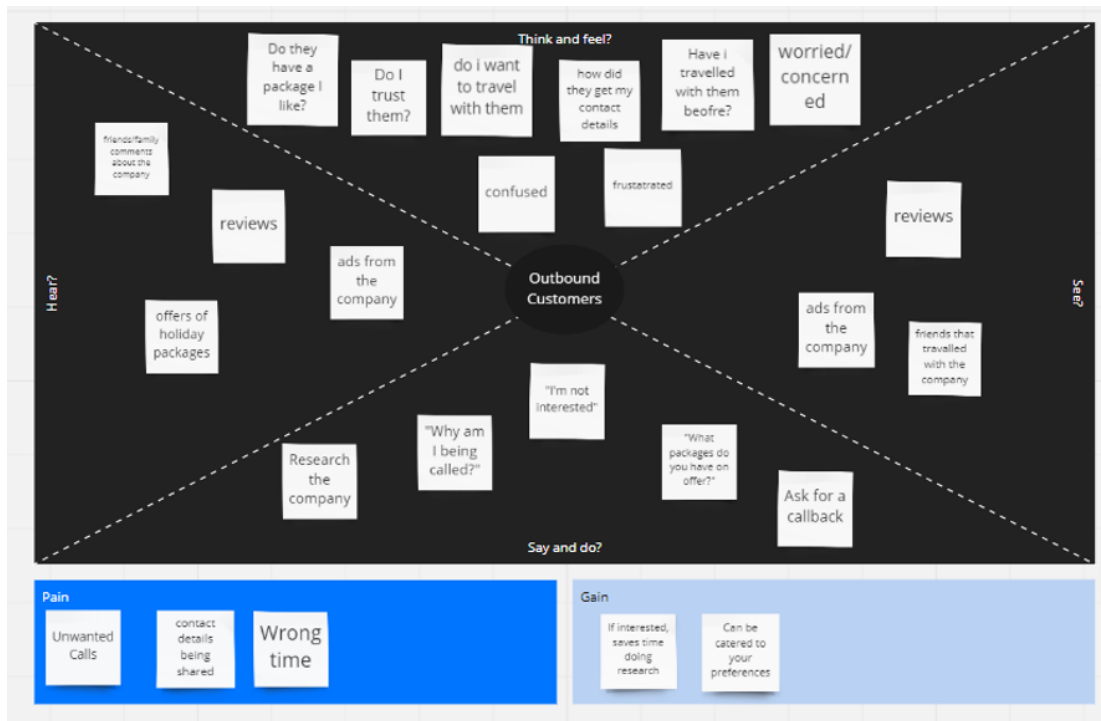 Think and feel?
Do they
have a
package I
like?
Do I
trust
them?
do i want
to travel
with them
how did
they get my
contact
details
Have i
travelled
with them
beofre?
worried/
concern
ed
confused
frustatrated
Hear?
friends/family
comments
about the
company
reviews
ads from
the
company
offers of
holiday
packages
Outbound
Customers
See?
reviews
ads from
the
company
friends that
travalled
with the
company
"I'm not
interested"
"Why am
I being
called?"
Research
the
company
"What
packages do
you have on
offer?"
Ask for a
callback
Say and do?
Pain
Unwanted
Calls
contact
details
being
shared
Wrong
time
Gain
If interested,
saves time
doing
research
Can be
catered to
your
preferences